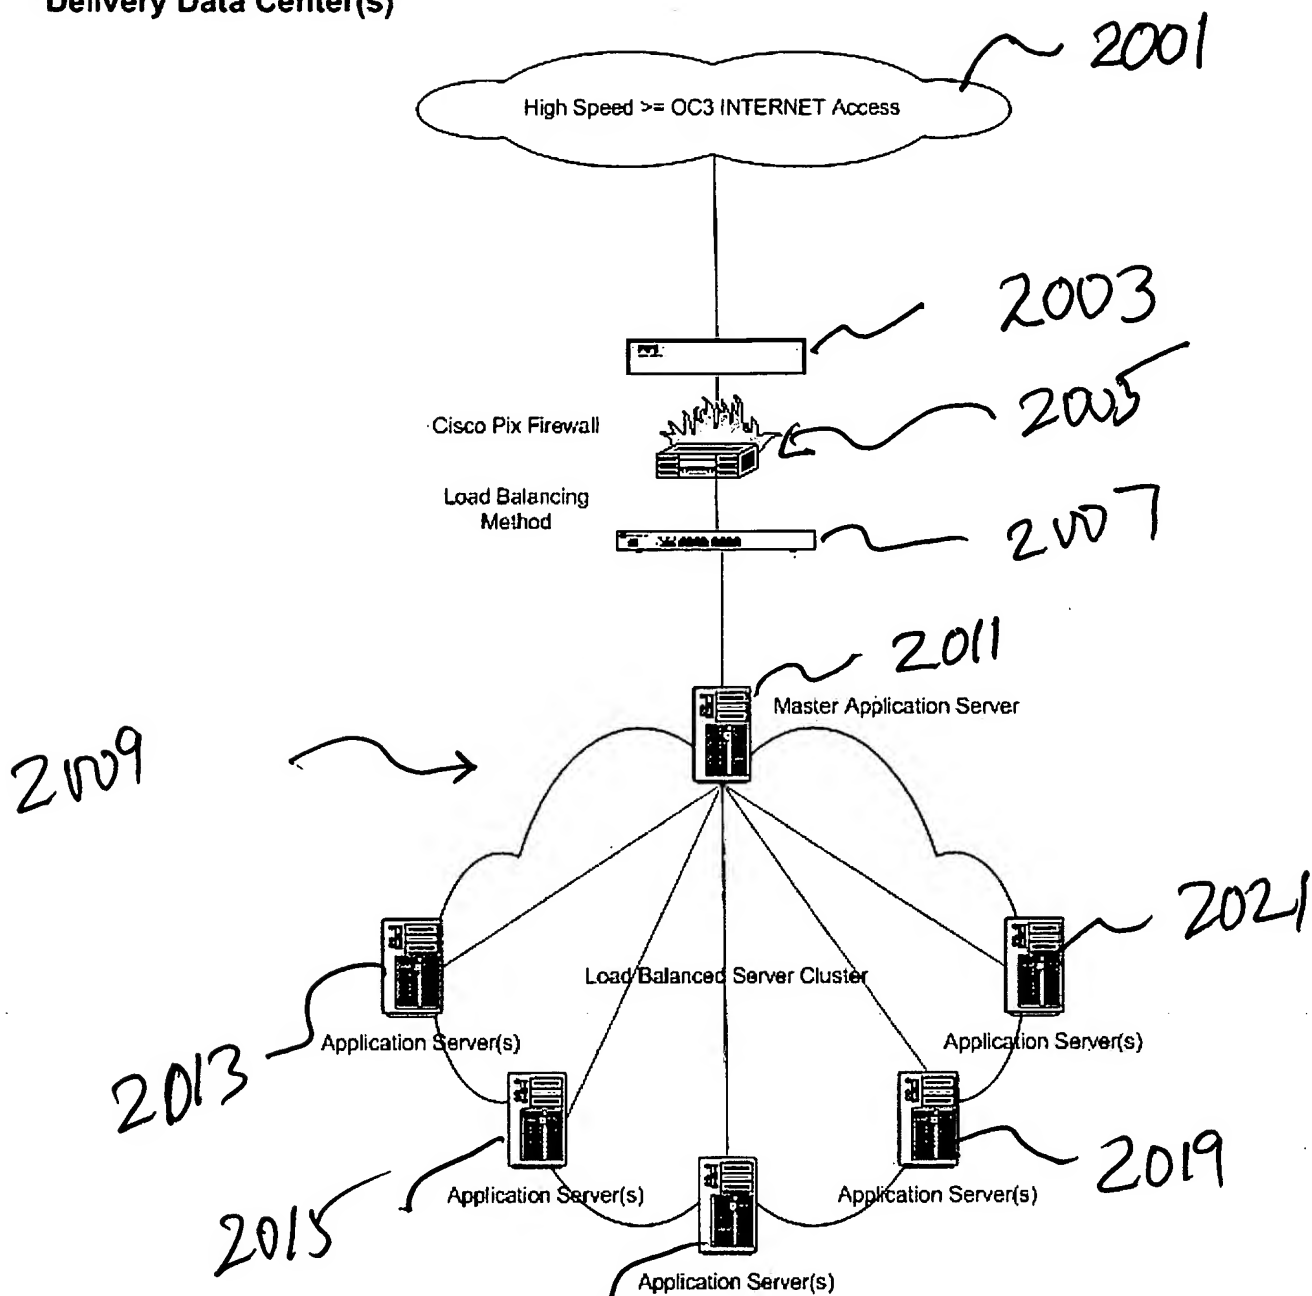 Delivery Data Center(s)
2001
High Speed >= OC3 INTERNET Access
2003
Cisco Pix Firewall
2005
Load Balancing
Method
2007
2011
Master Application Server
2009
2021
Load Balanced Server Cluster
Application Server(s)
Application Server(s)
2013
2019
Application Server(s)
Application Server(s)
2015
Application Server(s)